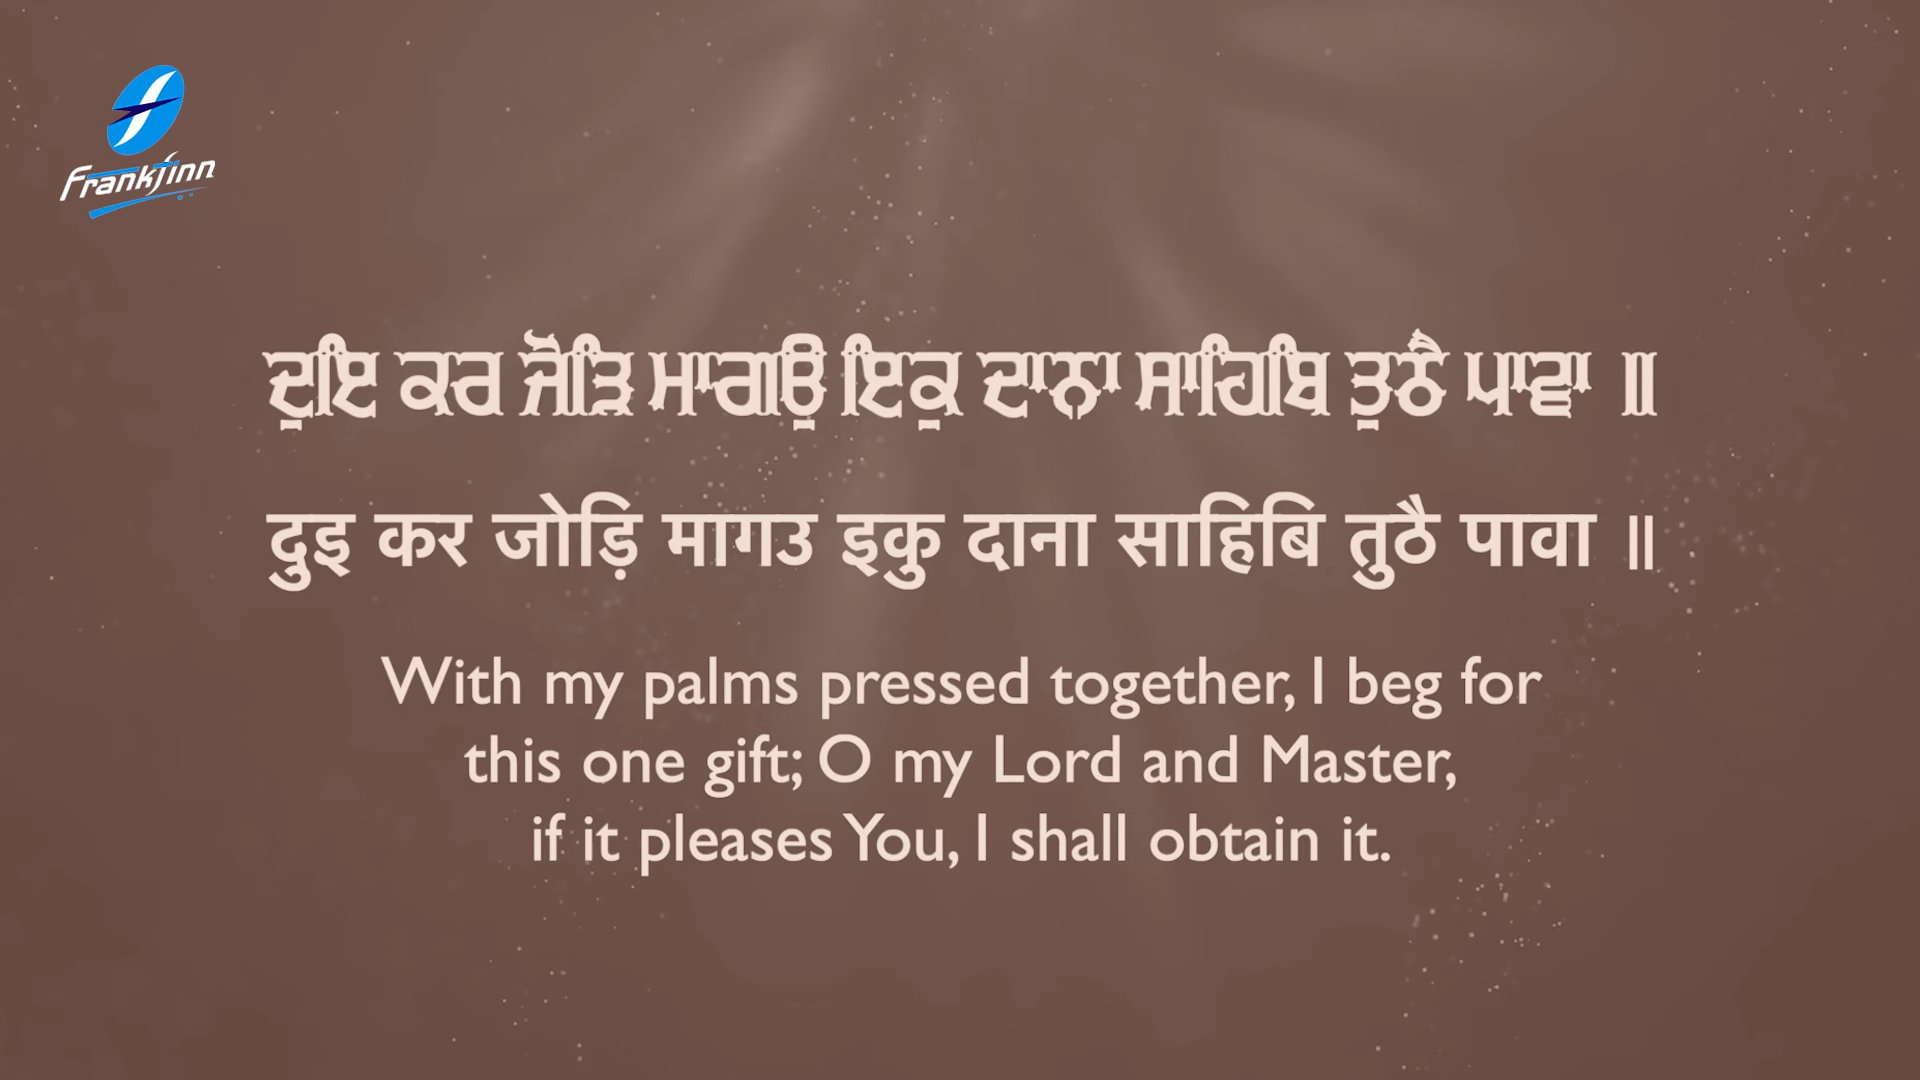 Frankfinn
ਦੁਇ ਕਰ ਜੋੜਿ ਮਾਗਉ ਇਕੁ ਦਾਨਾ ਸਾਹਿਬਿ ਤੁਠੈ ਪਾਵਾ ॥
दुइ कर जोड़ि मागउ इकु दाना साहिबि तुठै पावा ॥
With my palms pressed together, I beg for
this one gift; O my Lord and Master,
if it pleases You, I shall obtain it.